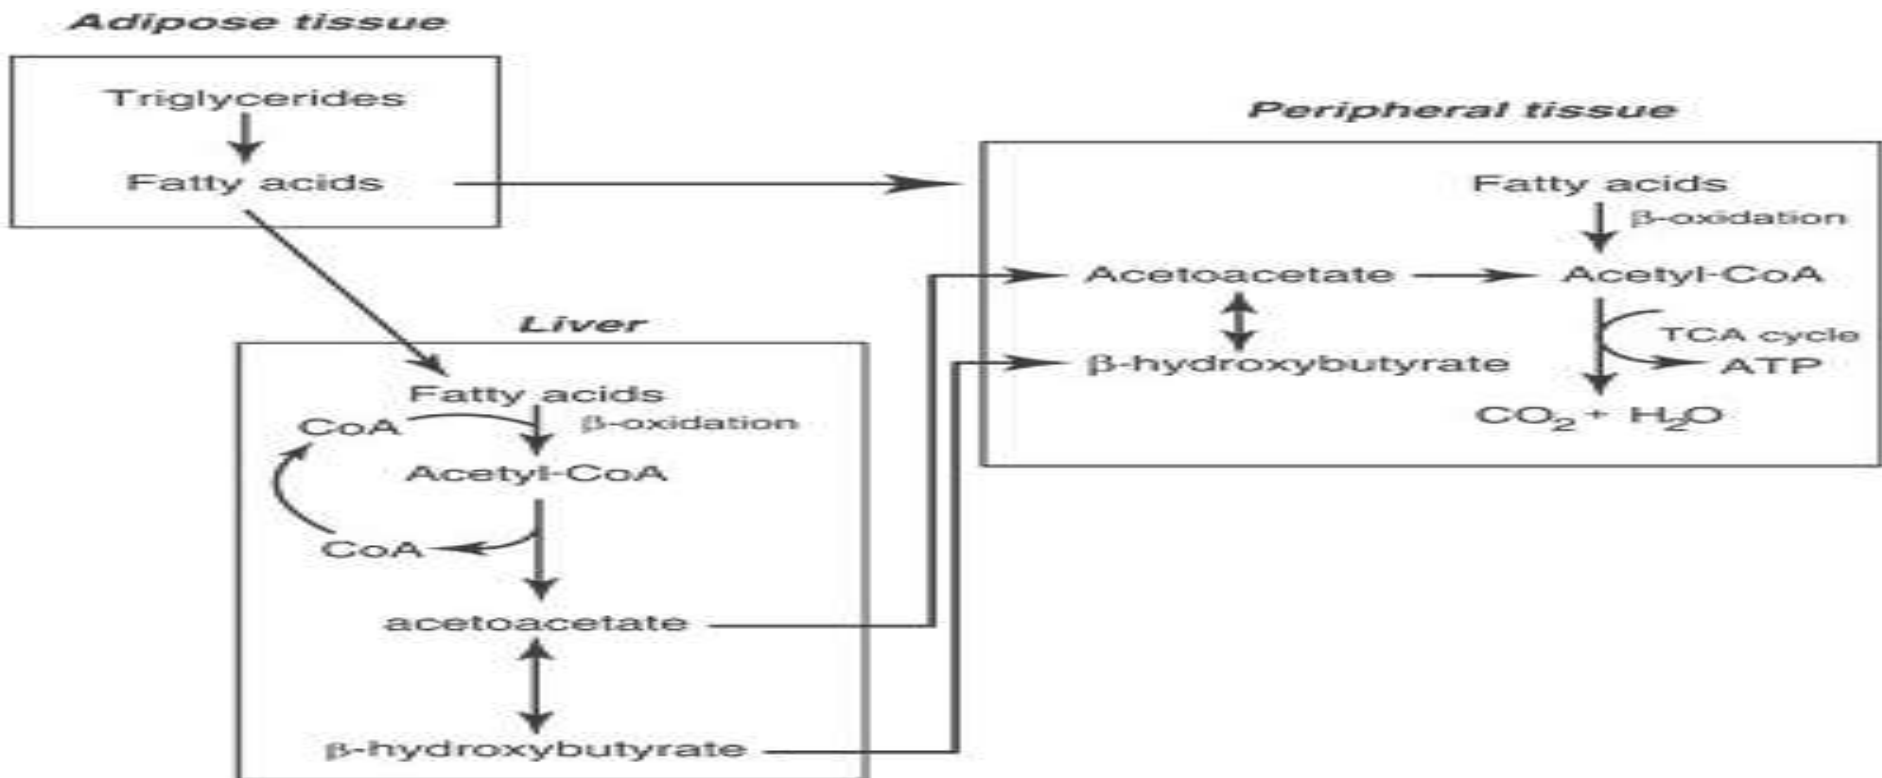 Adipose tissue
Triglycerides
Fatty acids
Peripheral tissue
Fatty acids
β-oxidation
Acetoacetate
Acetyl-CoA
TCA cycle
β-hydroxybutyrate
ATP
CO₂ + H₂O
Liver
Fatty acids
CoA
β-oxidation
Acetyl-CoA
CoA
acetoacetate
β-hydroxybutyrate